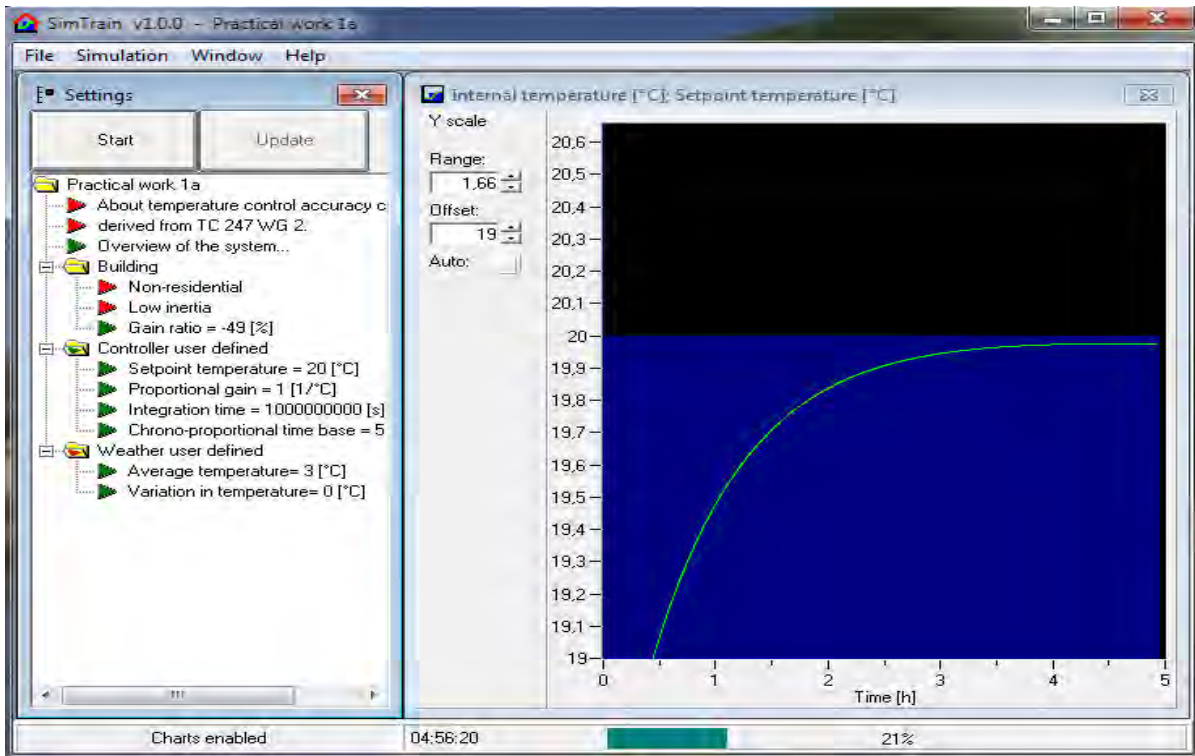 SimTrain v1.0.0 - Practical work 1a
File Simulation Window Help
Settings
Start Update
Practical work 1a
About temperature control accuracy c
derived from TC 247 WG 2.
Overview of the system...
Building
Non-residential
Low inertia
Gain ratio = -49 [%]
Controller user defined
Setpoint temperature = 20 [°C]
Proportional gain = 1 [1/°C]
Integration time = 1000000000 [s]
Chrono-proportional time base = 5
Weather user defined
Average temperature= 3 [°C]
Variation in temperature= 0 [°C]
Internal temperature [°C]; Setpoint temperature [°C]
Y scale
Range:
1,66
Offset:
19
Auto:
20,6
20,5
20,4
20,3
20,2
20,1
20
19,9
19,8
19,7
19,6
19,5
19,4
19,3
19,2
19,1
19
0 1 2 3 4 5
Time [h]
Charts enabled 04:56:20 21%